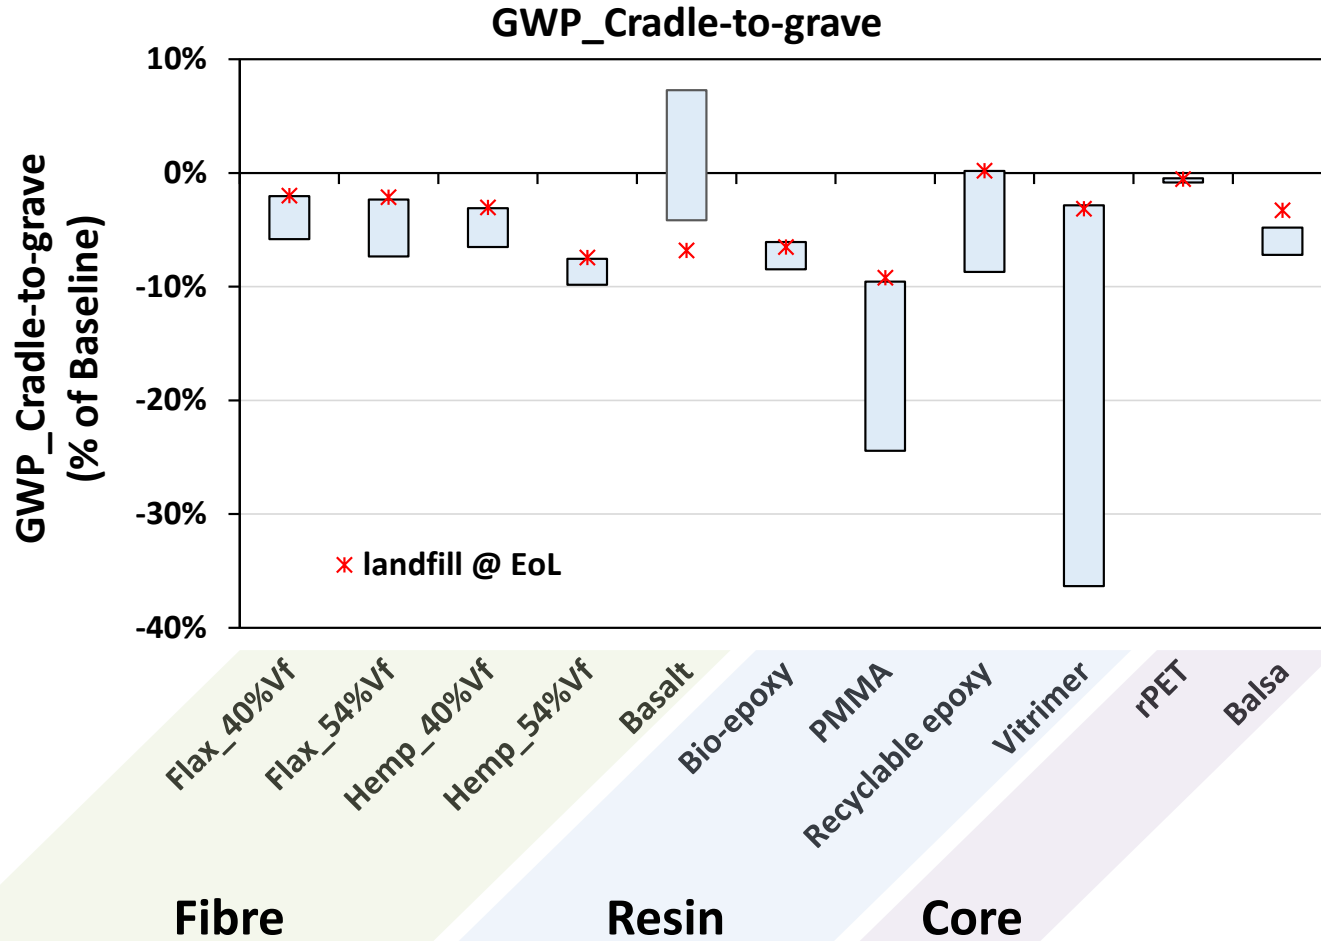 GWP_Cradle-to-grave
GWP_Cradle-to-grave
(% of Baseline)
10%
0%
-10%
-20%
-30%
-40%
landfill @ EoL
Flax_40%Vf
Flax_54%Vf
Hemp_40%Vf
Hemp_54%Vf
Basalt
Bio-epoxy
PMMA
Recyclable epoxy
Vitrimer
rPET
Balsa
Fibre
Resin
Core